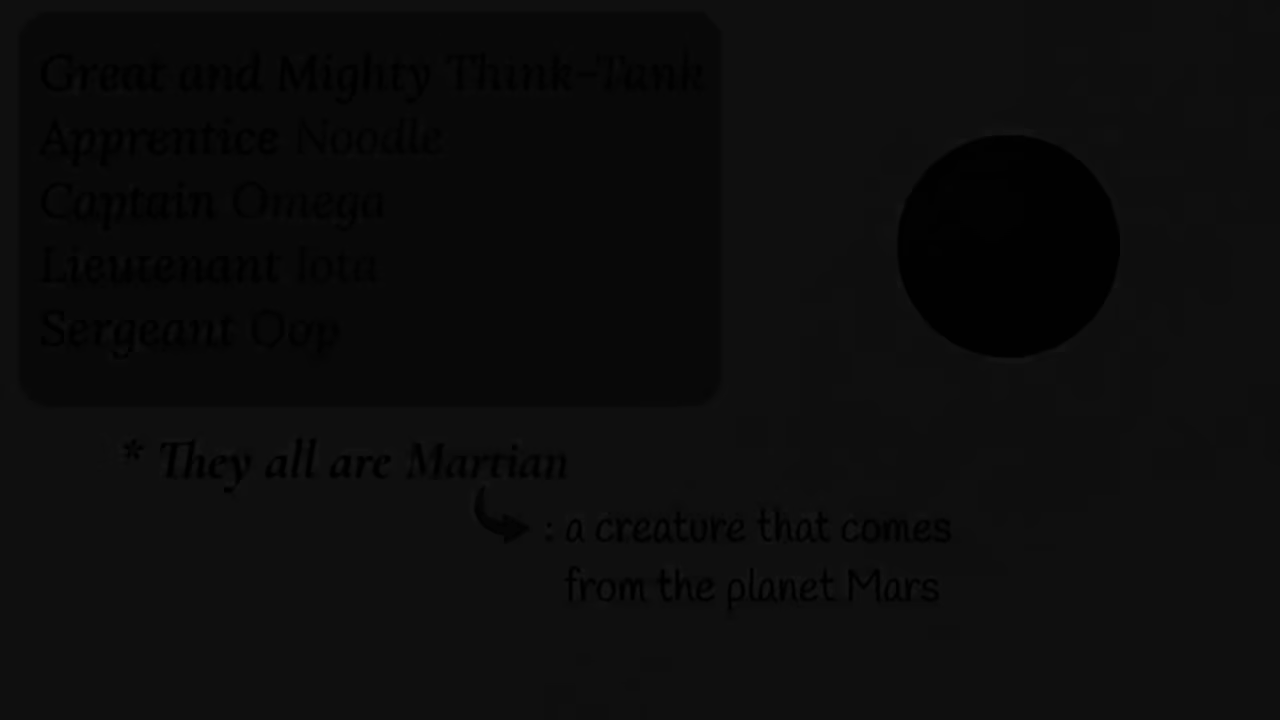 Great and Mighty Think-Tank
Apprentice Noodle
Captain Omega
Lieutenant Iota
Sergeant Oop
* They all are Martian
: a creature that comes
from the planet Mars